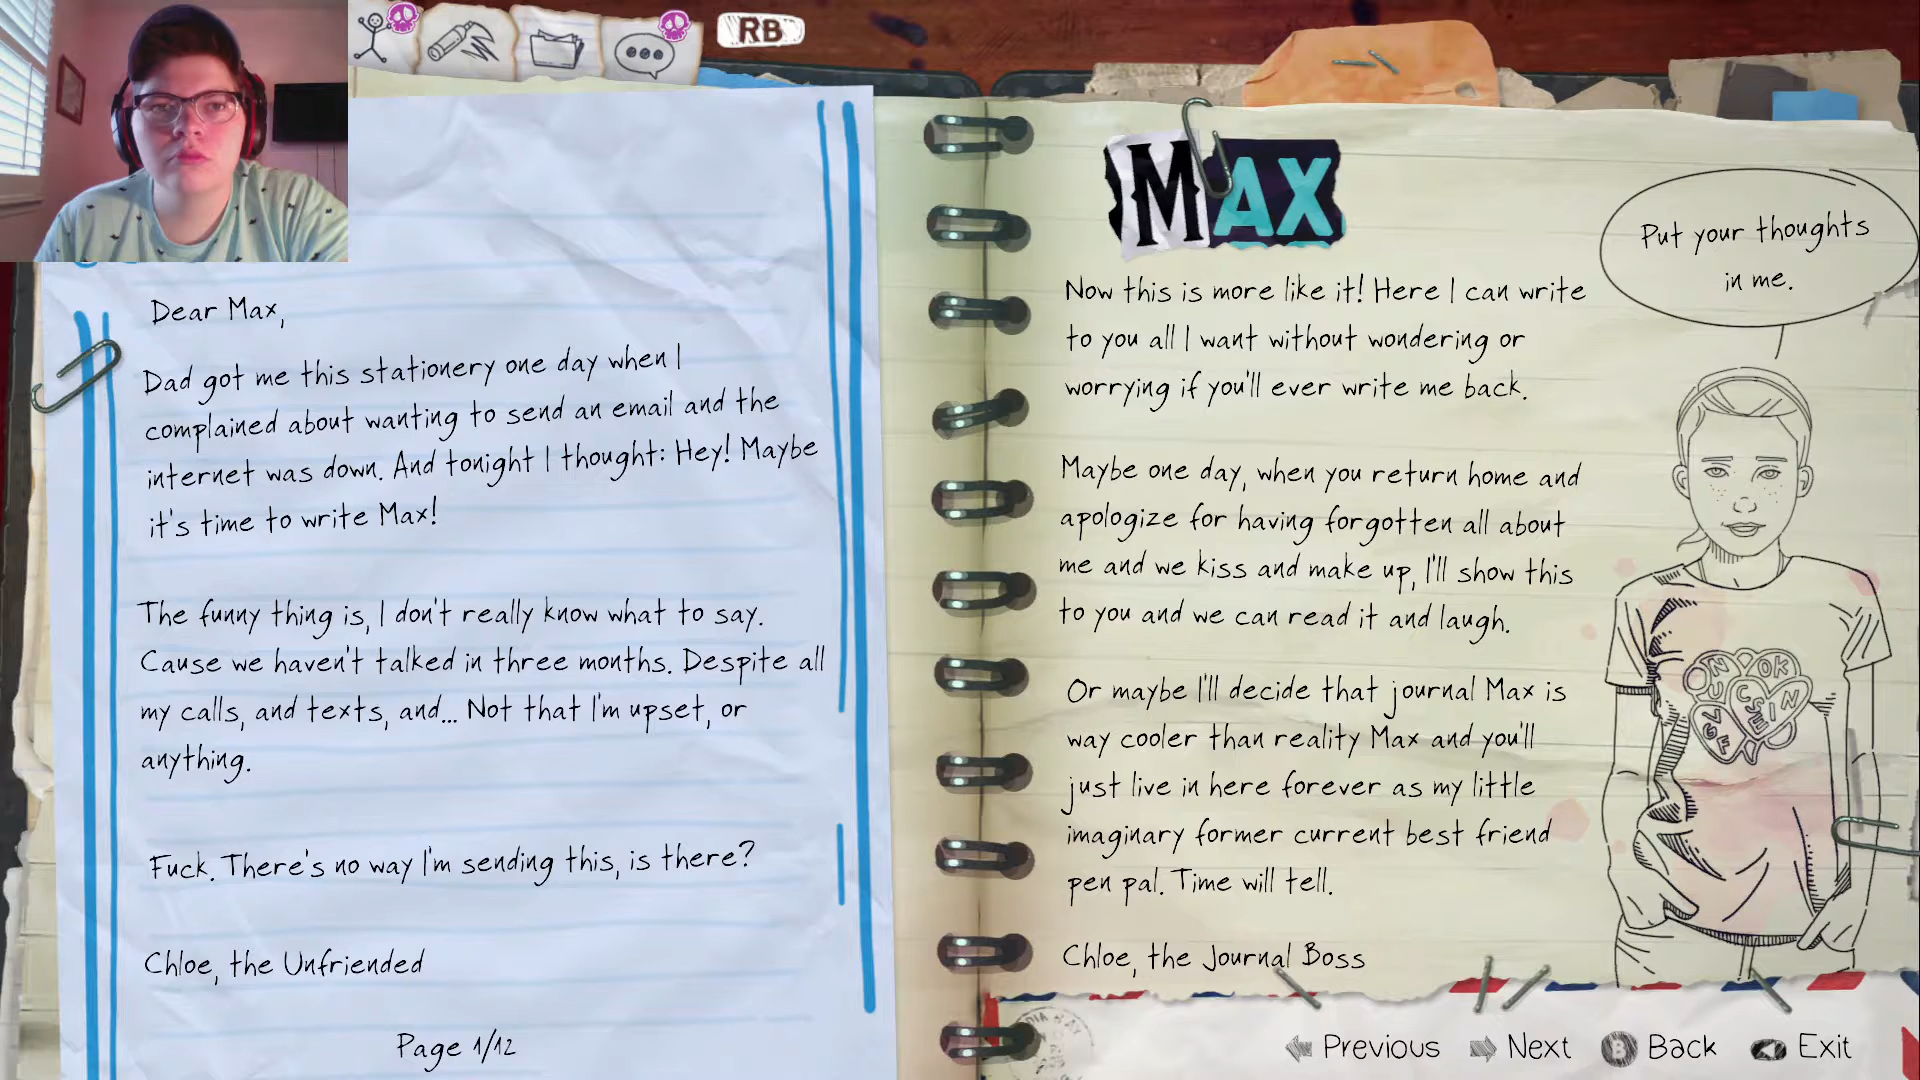 RB
Dear Max,
Dad got me this stationery one day when I
complained about wanting to send an email and the
internet was down. And tonight I thought: Hey! Maybe
it's time to write Max!
The funny thing is, I don't really know what to say.
Cause we haven't talked in three months. Despite all
my calls, and texts, and... Not that I'm upset, or
anything.
Fuck. There's no way I'm sending this, is there?
Chloe, the Unfriended
Page 1/12
MAX
Now this is more like it! Here I can write
to you all I want without wondering or
worrying if you'll ever write me back.
Maybe one day, when you return home and
apologize for having forgotten all about
me and we kiss and make up, I'll show this
to you and we can read it and laugh.
Or maybe I'll decide that journal Max is
way cooler than reality Max and you'll
just live in here forever as my little
imaginary former current best friend
pen pal. Time will tell.
Chloe, the Journal Boss
Put your thoughts
in me.
Previous
Next
B Back
Exit